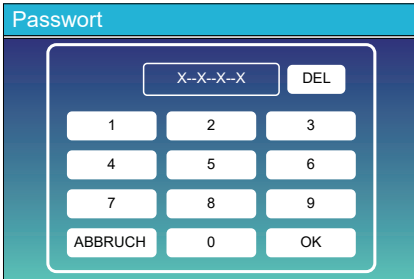 Passwort
X--X--X--X DEL
1 2 3
4 5 6
7 8 9
ABBRUCH 0 OK